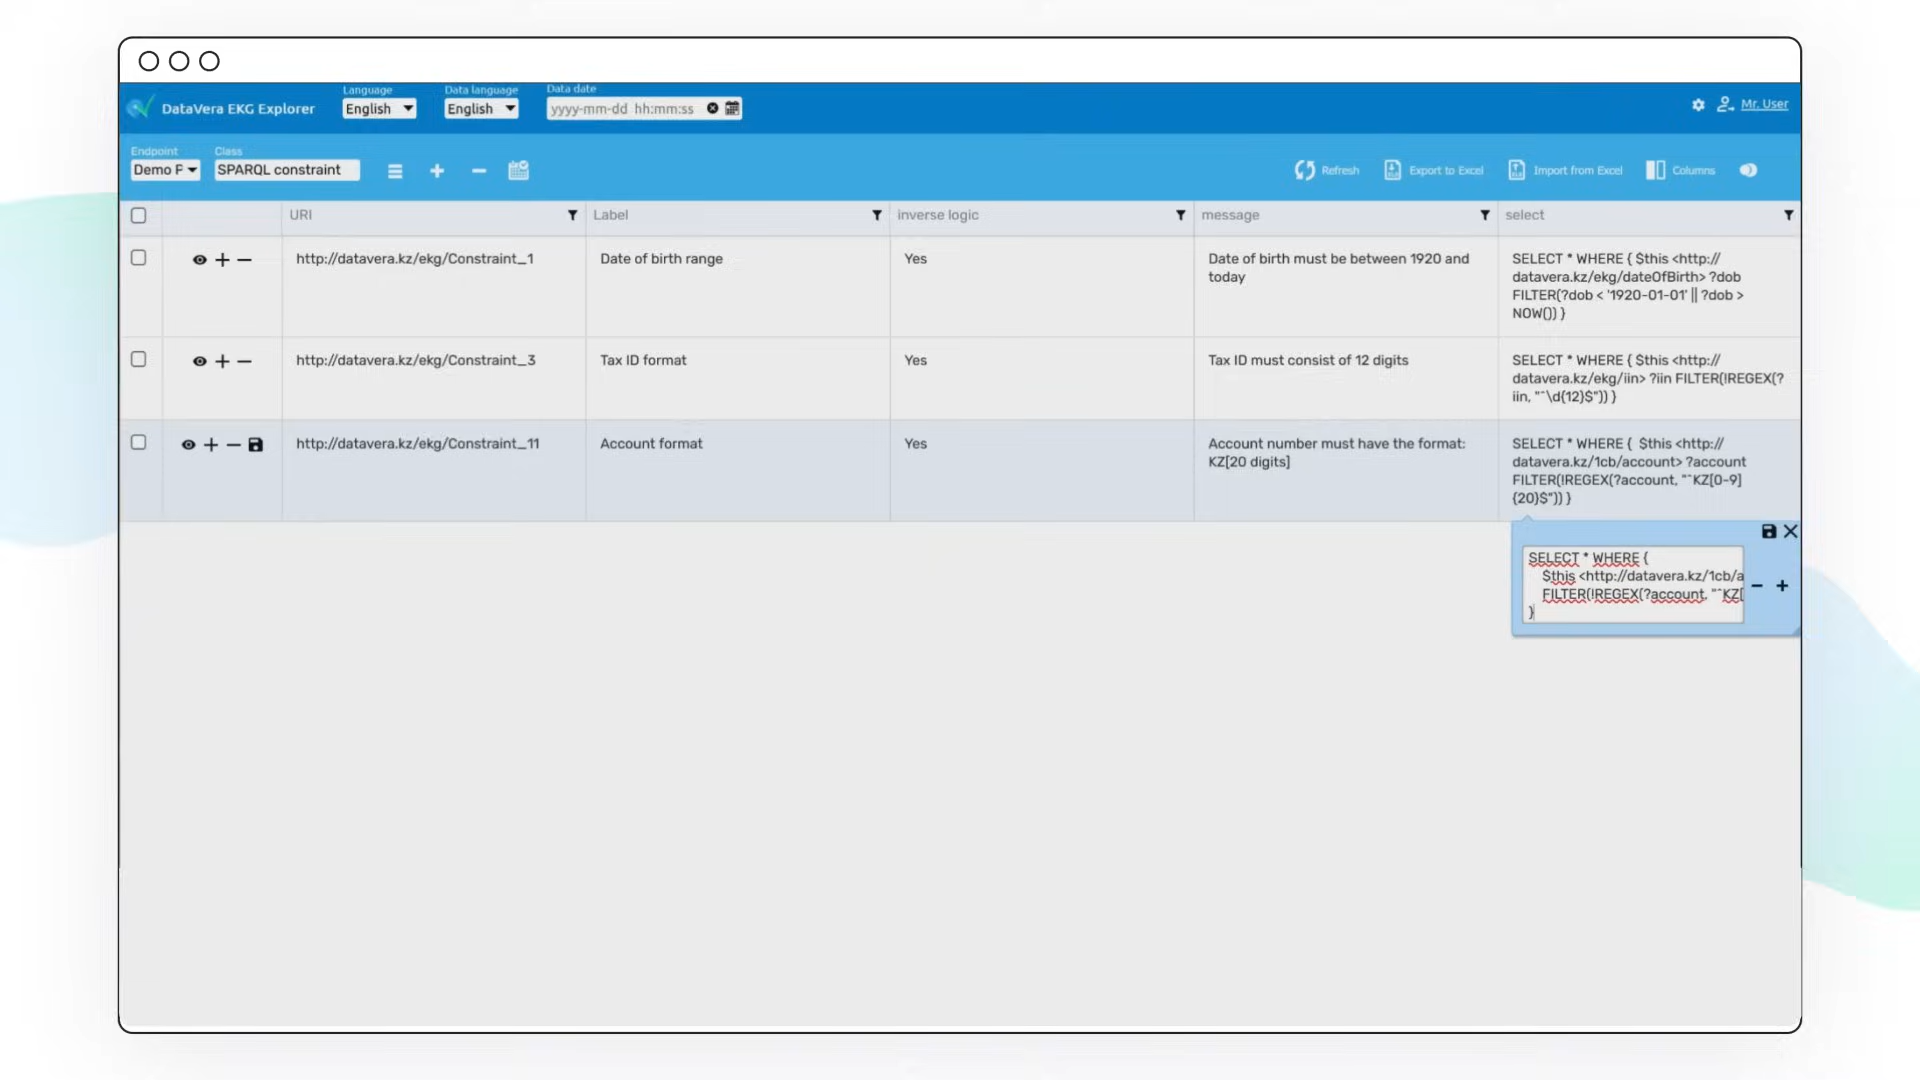 Language
Data language
Data date
DataVera EKG Explorer
English
English
yyyy-mm-dd hh:mm:ss
Mr. User
Endpoint
Class
Demo F
SPARQL constraint
Refresh
Export to Excel
Import from Excel
Columns
URI
Label
inverse logic
message
select
http://datavera.kz/ekg/Constraint_1
Date of birth range
Yes
Date of birth must be between 1920 and
today
SELECT * WHERE { $this <http://
datavera.kz/ekg/dateOfBirth> ?dob
FILTER(?dob < '1920-01-01' || ?dob >
NOW()) }
http://datavera.kz/ekg/Constraint_3
Tax ID format
Yes
Tax ID must consist of 12 digits
SELECT * WHERE { $this <http://
datavera.kz/ekg/iin> ?iin FILTER(!REGEX(?
iin, "^\d{12}$")) }
http://datavera.kz/ekg/Constraint_11
Account format
Yes
Account number must have the format:
KZ[20 digits]
SELECT * WHERE {  $this <http://
datavera.kz/1cb/account> ?account
FILTER(!REGEX(?account, "^KZ[0-9]
{20}$")) }
SELECT * WHERE {
$this <http://datavera.kz/1cb/a
FILTER(!REGEX(?account, "^KZ[
}